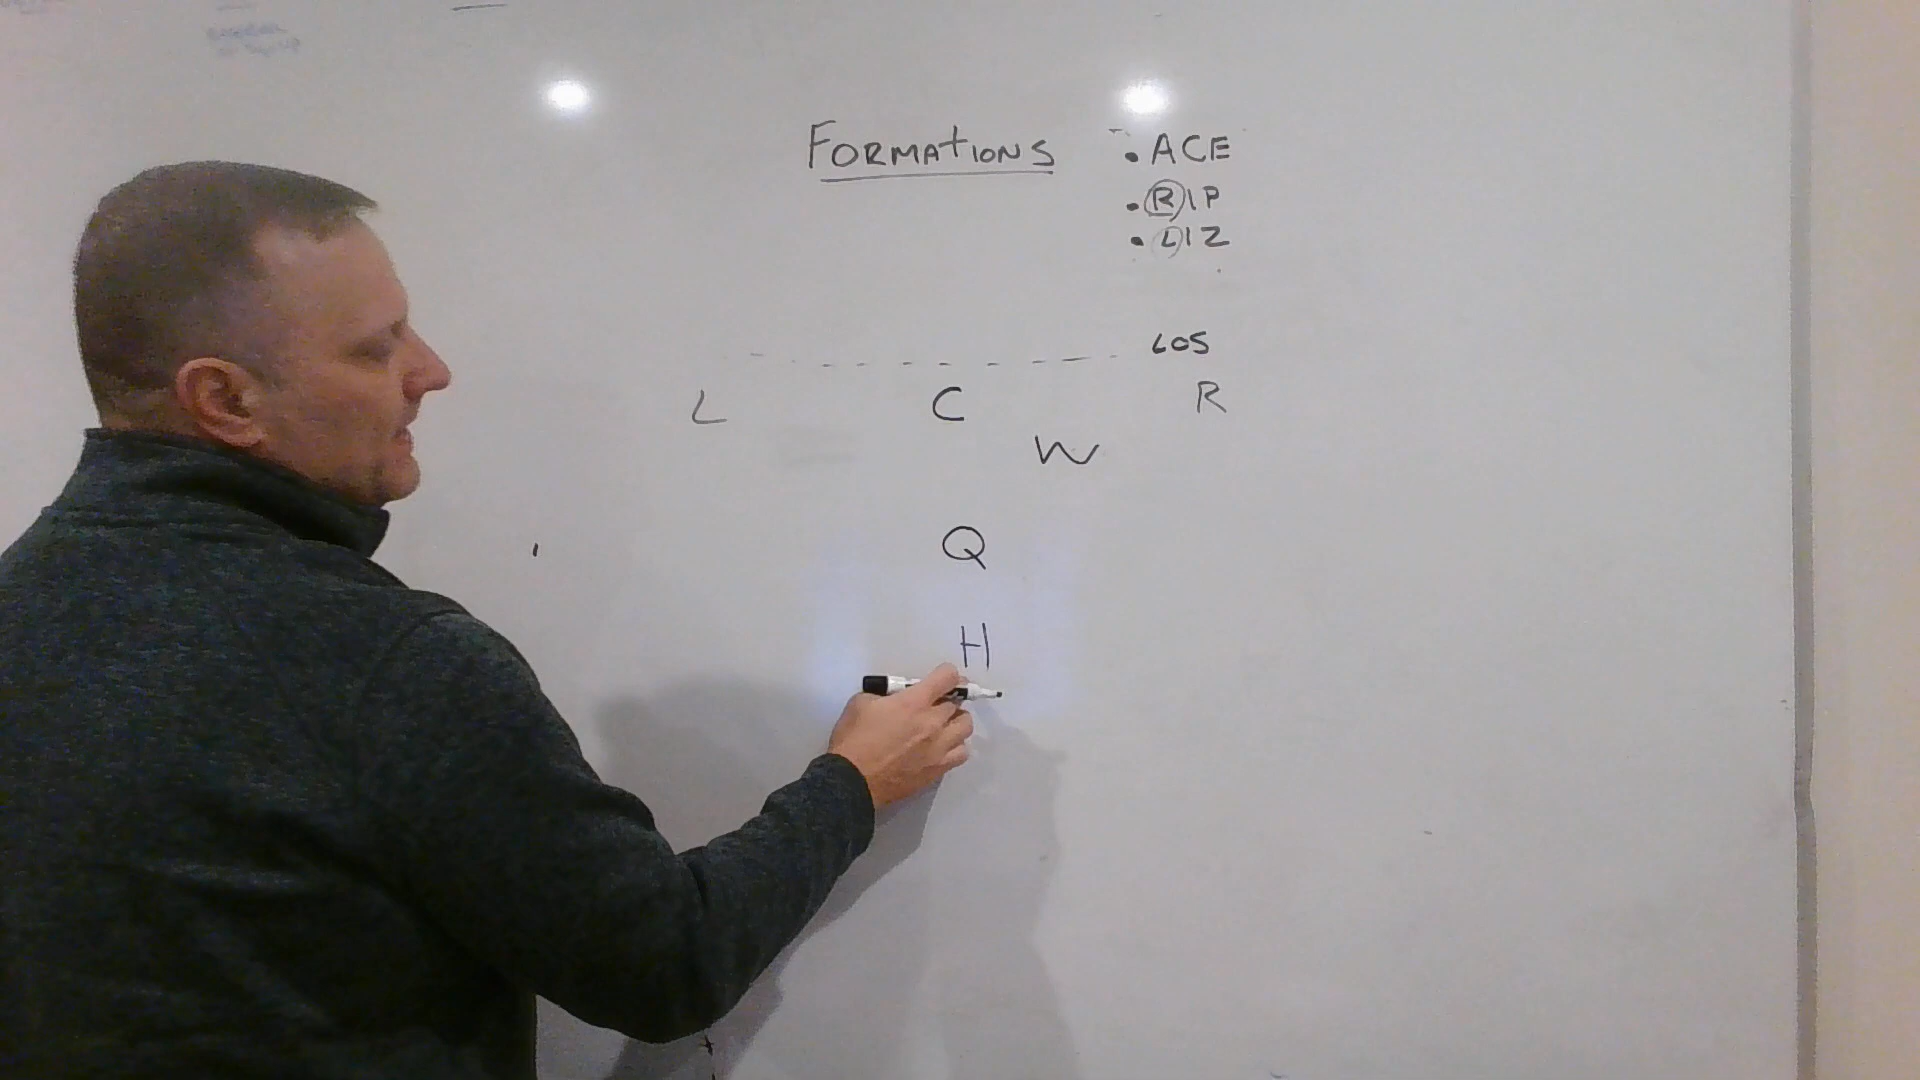 FORMATIONS
• ACE
• RIP
• LIZ
LOS
L C R
W
Q
H